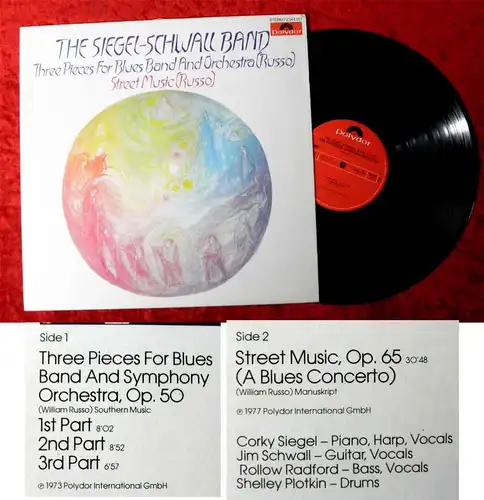 THE SIEGEL-SCHWALL BAND
Three Pieces For Blues Band And Orchestra (Russo)
Street Music (Russo)
Polydor
polydor
Side 1
Three Pieces For Blues
Band And Symphony
Orchestra, Op. 50
(William Russo) Southern Music
1st Part 8'02
2nd Part 8'52
3rd Part 6'57
℗ 1973 Polydor International GmbH
Side 2
Street Music, Op. 65 30'48
(A Blues Concerto)
(William Russo) Manuskript
℗ 1977 Polydor International GmbH
Corky Siegel – Piano, Harp, Vocals
Jim Schwall – Guitar, Vocals
Rollow Radford – Bass, Vocals
Shelley Plotkin – Drums